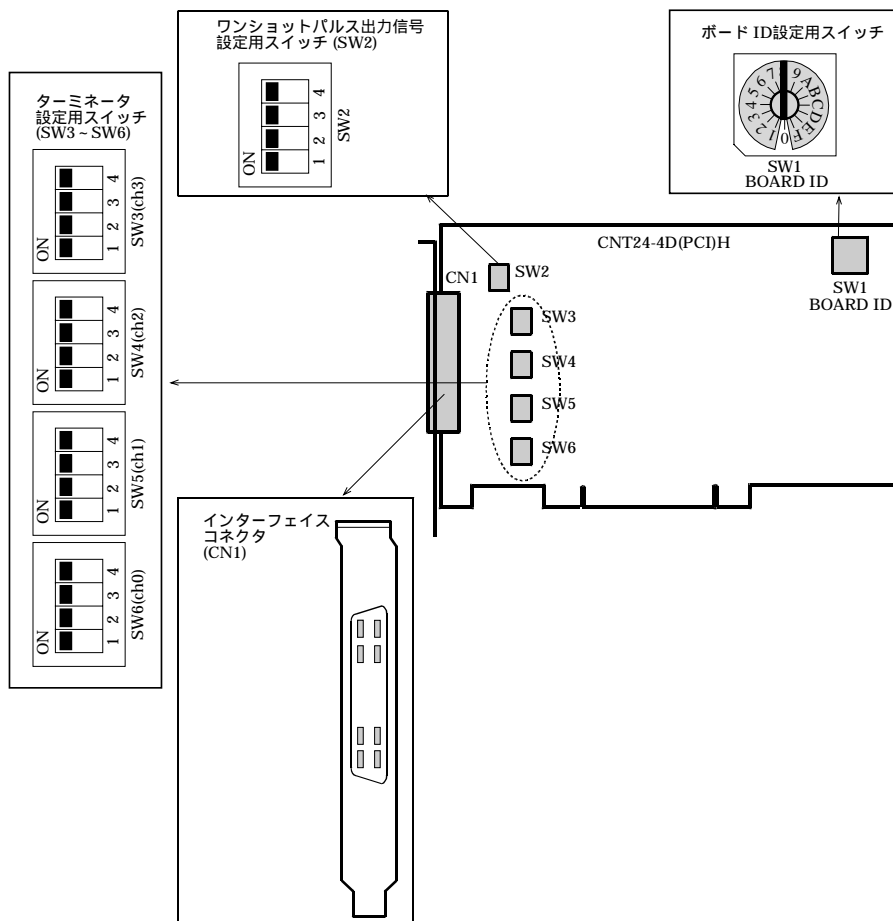 ワンショットパルス出力信号
設定用スイッチ (SW2)
ON
1 2 3 4
SW2
ボード ID設定用スイッチ
0 1 2 3 4 5 6 7 8 9 A B C D E F
SW1
BOARD ID
ターミネータ
設定用スイッチ
(SW3 ~ SW6)
ON
1 2 3 4
SW3(ch3)
ON
1 2 3 4
SW4(ch2)
ON
1 2 3 4
SW5(ch1)
ON
1 2 3 4
SW6(ch0)
CNT24-4D(PCI)H
CN1
SW2
SW1
BOARD ID
SW3
SW4
SW5
SW6
インターフェイス
コネクタ
(CN1)